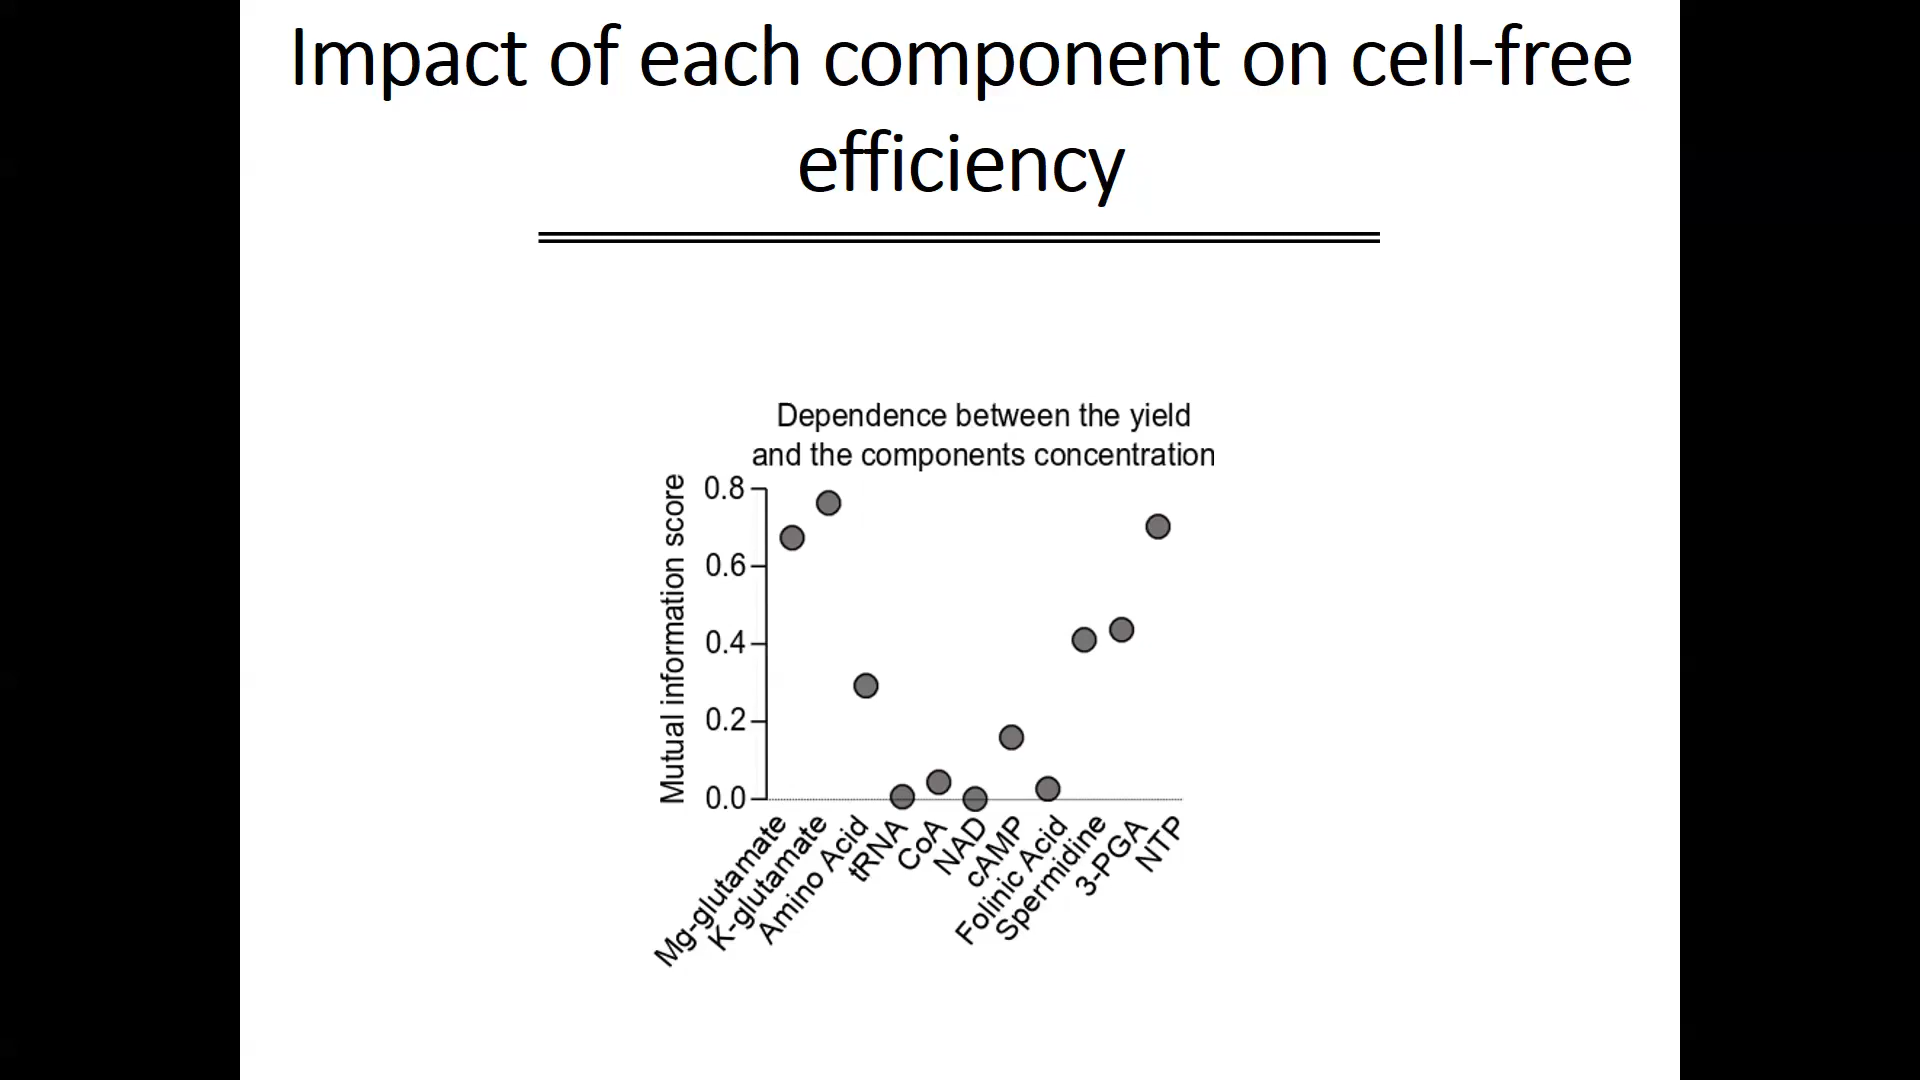 Impact of each component on cell-free
efficiency
Dependence between the yield
and the components concentration
Mutual information score
0.8
0.6
0.4
0.2
0.0
Mg-glutamate
K-glutamate
Amino Acid
tRNA
CoA
NAD
cAMP
Folinic Acid
Spermidine
3-PGA
NTP